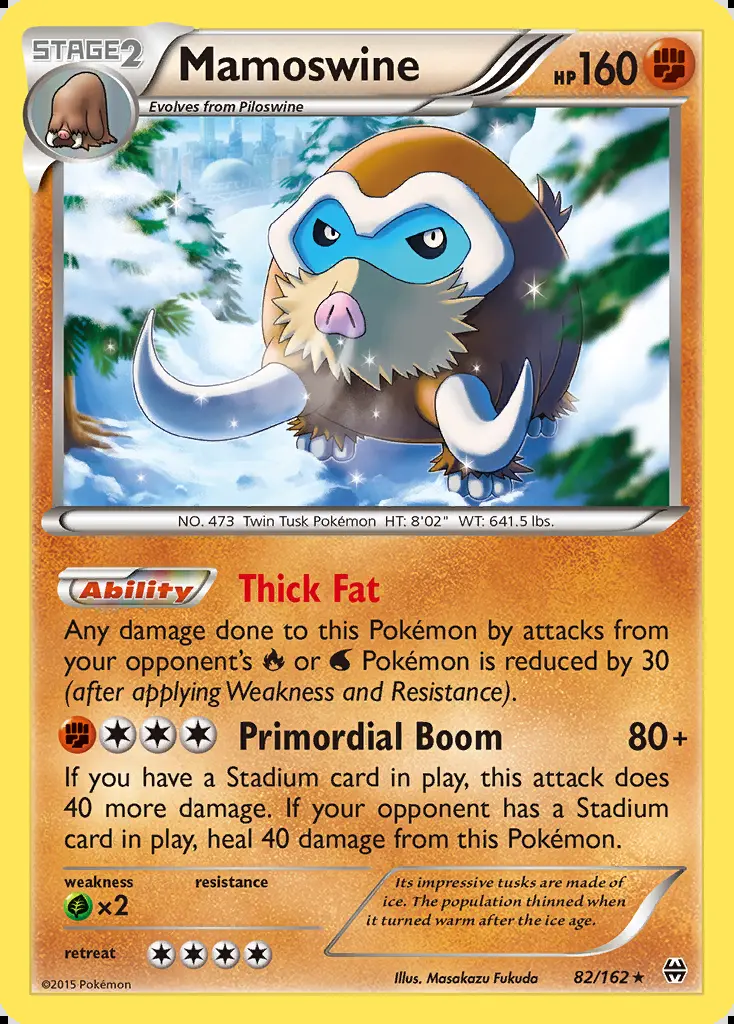 STAGE2
Mamoswine
HP160
Evolves from Piloswine
NO. 473 Twin Tusk Pokémon HT: 8'02" WT: 641.5 lbs.
Ability Thick Fat
Any damage done to this Pokémon by attacks from
your opponent's or Pokémon is reduced by 30
(after applying Weakness and Resistance).
Primordial Boom 80+
If you have a Stadium card in play, this attack does
40 more damage. If your opponent has a Stadium
card in play, heal 40 damage from this Pokémon.
weakness resistance
×2
retreat
Its impressive tusks are made of
ice. The population thinned when
it turned warm after the ice age.
©2015 Pokémon
Illus. Masakazu Fukuda
82/162 ★